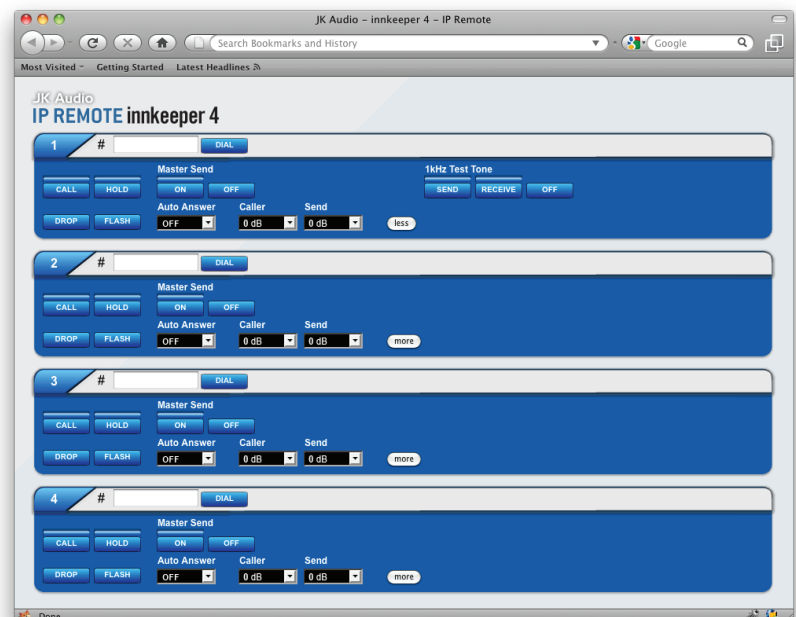 JK Audio – innkeeper 4 – IP Remote
Search Bookmarks and History
Google
Most Visited Getting Started Latest Headlines
JK Audio
IP REMOTE innkeeper 4
1 # DIAL
Master Send 1kHz Test Tone
CALL HOLD ON OFF SEND RECEIVE OFF
Auto Answer Caller Send
DROP FLASH OFF 0 dB 0 dB less
2 # DIAL
Master Send
CALL HOLD ON OFF
Auto Answer Caller Send
DROP FLASH OFF 0 dB 0 dB more
3 # DIAL
Master Send
CALL HOLD ON OFF
Auto Answer Caller Send
DROP FLASH OFF 0 dB 0 dB more
4 # DIAL
Master Send
CALL HOLD ON OFF
Auto Answer Caller Send
DROP FLASH OFF 0 dB 0 dB more
Done